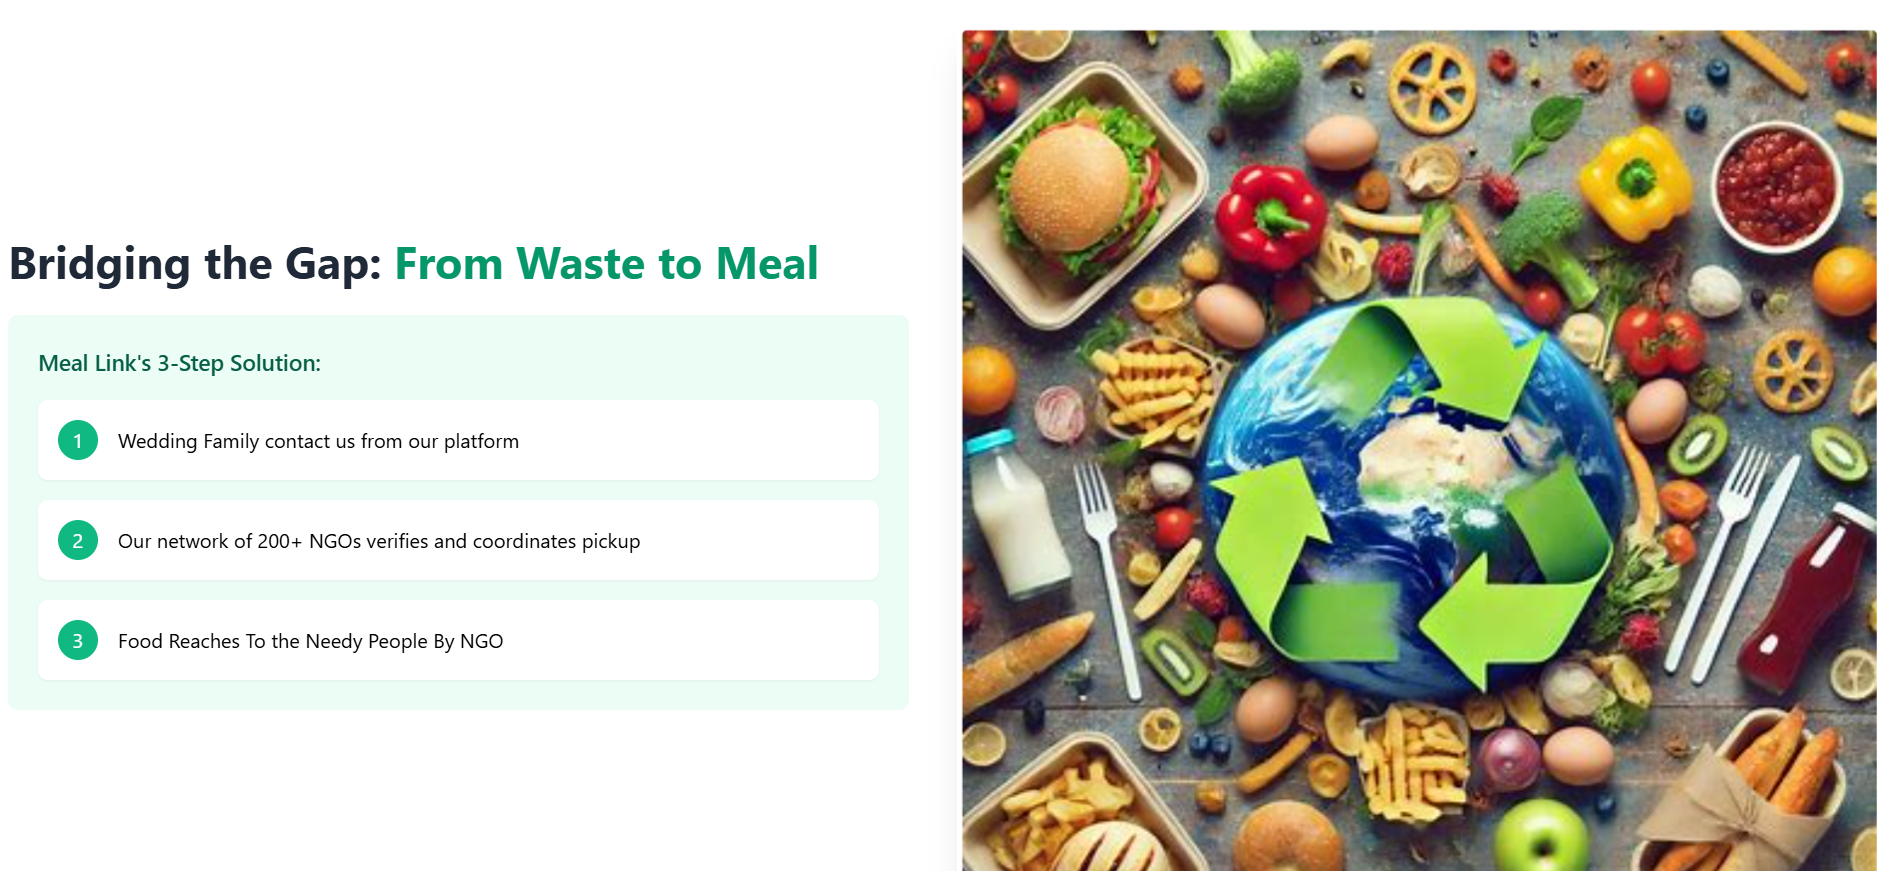 Bridging the Gap: From Waste to Meal
Meal Link's 3-Step Solution:
1 Wedding Family contact us from our platform
2 Our network of 200+ NGOs verifies and coordinates pickup
3 Food Reaches To the Needy People By NGO